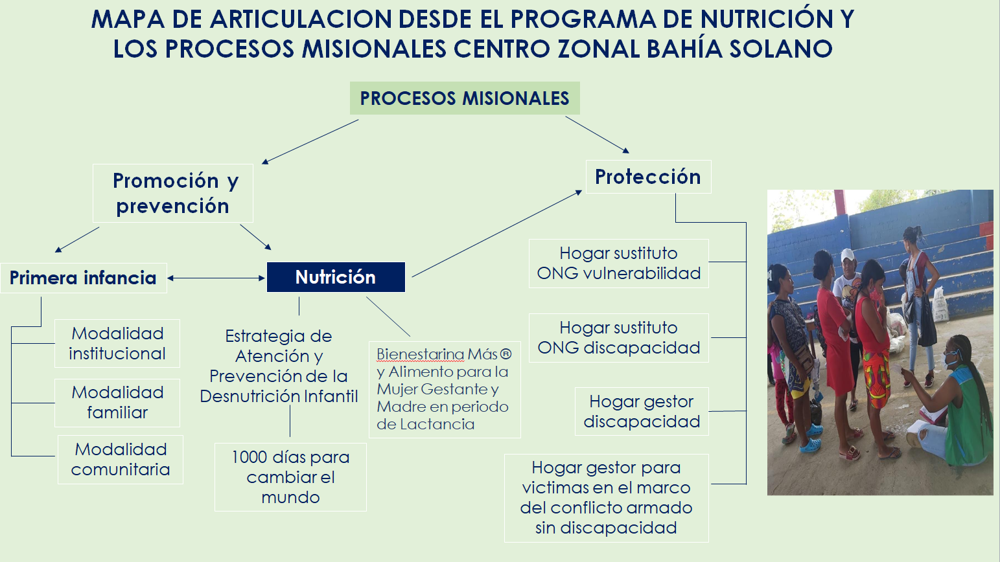 MAPA DE ARTICULACION DESDE EL PROGRAMA DE NUTRICIÓN Y
LOS PROCESOS MISIONALES CENTRO ZONAL BAHÍA SOLANO
PROCESOS MISIONALES
Promoción y
prevención
Protección
Primera infancia
Nutrición
Modalidad
institucional
Modalidad
familiar
Modalidad
comunitaria
Estrategia de
Atención y
Prevención de la
Desnutrición Infantil
1000 días para
cambiar el
mundo
Bienestarina Más®
y Alimento para la
Mujer Gestante y
Madre en periodo
de Lactancia
Hogar sustituto
ONG vulnerabilidad
Hogar sustituto
ONG discapacidad
Hogar gestor
discapacidad
Hogar gestor para
victimas en el marco
del conflicto armado
sin discapacidad